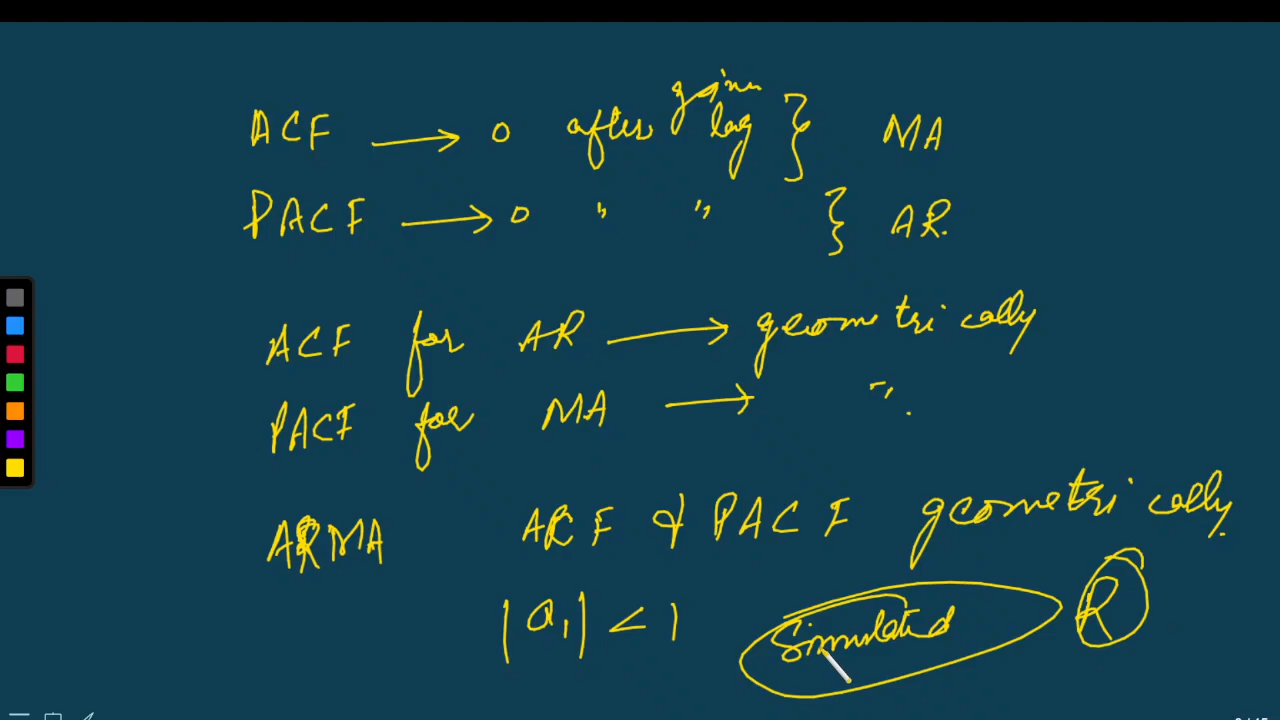 given
ACF → 0 after lag } MA
PACF → 0 " " } AR.
ACF for AR → geometrically
PACF for MA → " .
ARMA ACF & PACF geometrically.
|a₁| < 1 Simulated R